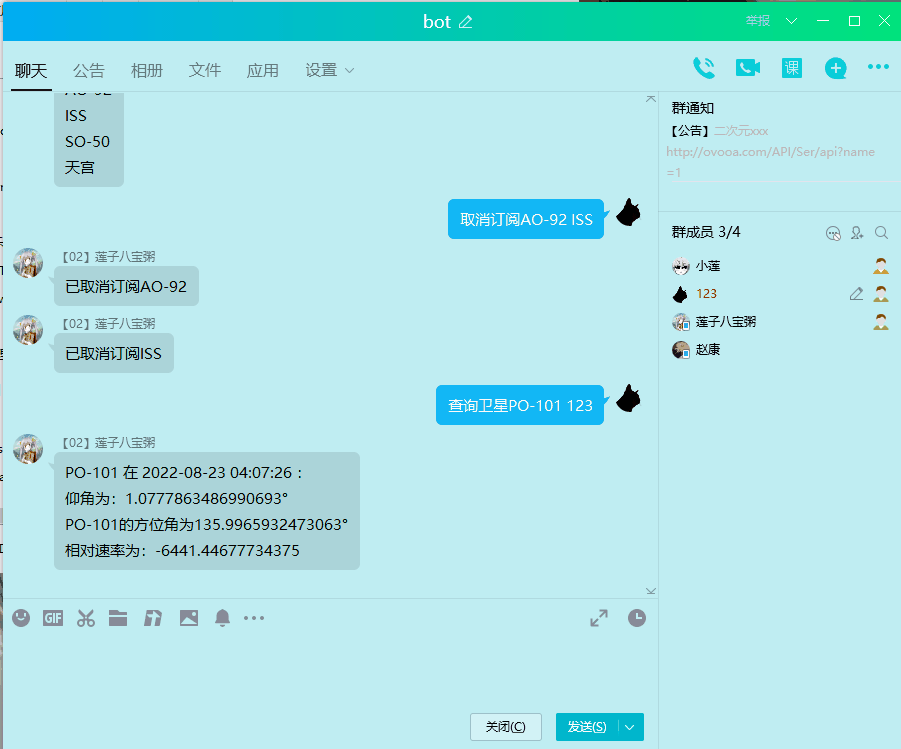 bot
举报
聊天 公告 相册 文件 应用 设置
课
ISS
SO-50
天宫
取消订阅AO-92 ISS
【02】莲子八宝粥
已取消订阅AO-92
【02】莲子八宝粥
已取消订阅ISS
查询卫星PO-101 123
【02】莲子八宝粥
PO-101 在 2022-08-23 04:07:26：
仰角为：1.0777863486990693°
PO-101的方位角为135.9965932473063°
相对速率为：-6441.44677734375
GIF
关闭(C)
发送(S)
群通知
【公告】二次元xxx
http://ovooa.com/API/Ser/api?name
=1
群成员 3/4
小莲
123
莲子八宝粥
赵康